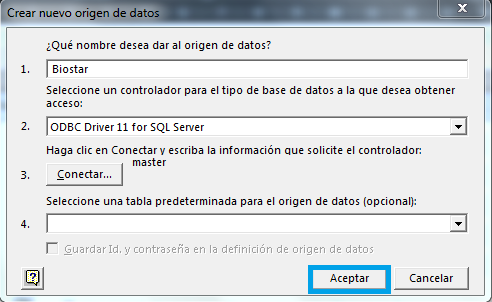 Crear nuevo origen de datos
¿Qué nombre desea dar al origen de datos?
1. Biostar
Seleccione un controlador para el tipo de base de datos a la que desea obtener
acceso:
2. ODBC Driver 11 for SQL Server
Haga clic en Conectar y escriba la información que solicite el controlador:
master
3. Conectar...
Seleccione una tabla predeterminada para el origen de datos (opcional):
4.
Guardar Id. y contraseña en la definición de origen de datos
? Aceptar Cancelar